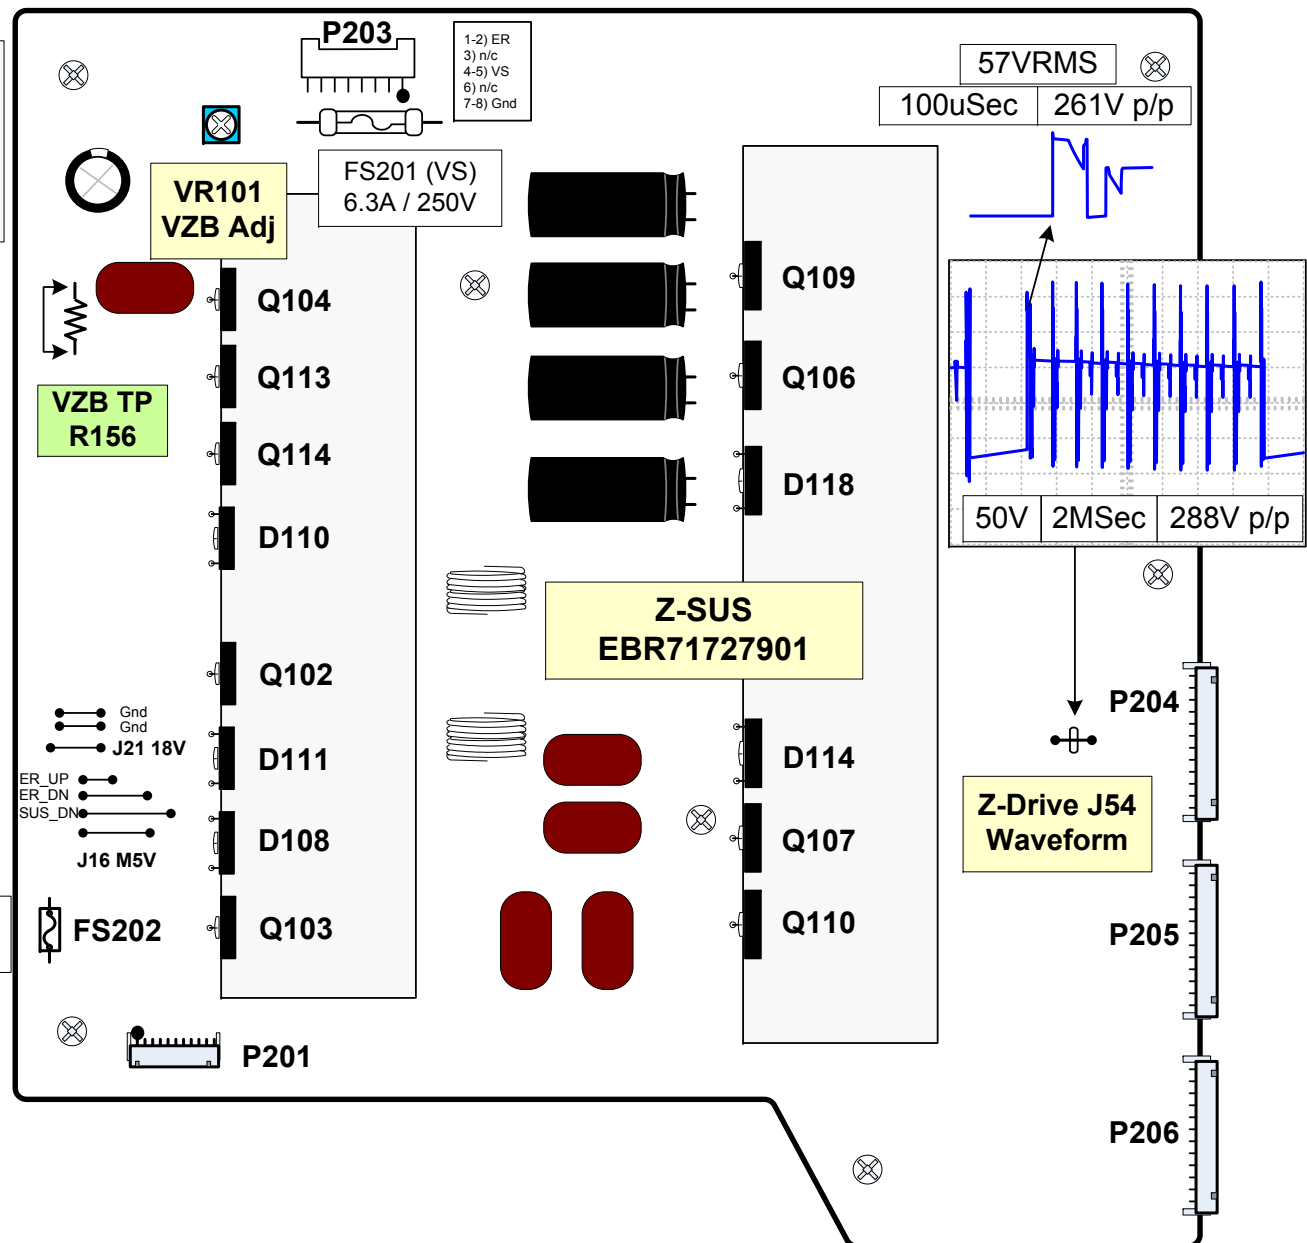 P203
1-2) ER
3) n/c
4-5) VS
6) n/c
7-8) Gnd
57VRMS
100uSec
261V p/p
FS201 (VS)
6.3A / 250V
VR101
VZB Adj
Q104
Q113
Q114
D110
Q102
D111
D108
Q103
VZB TP
R156
Q109
Q106
D118
50V
2MSec
288V p/p
Z-SUS
EBR71727901
D114
Q107
Q110
Gnd
Gnd
J21 18V
ER_UP
ER_DN
SUS_DN
J16 M5V
FS202
P201
Z-Drive J54
Waveform
P204
P205
P206